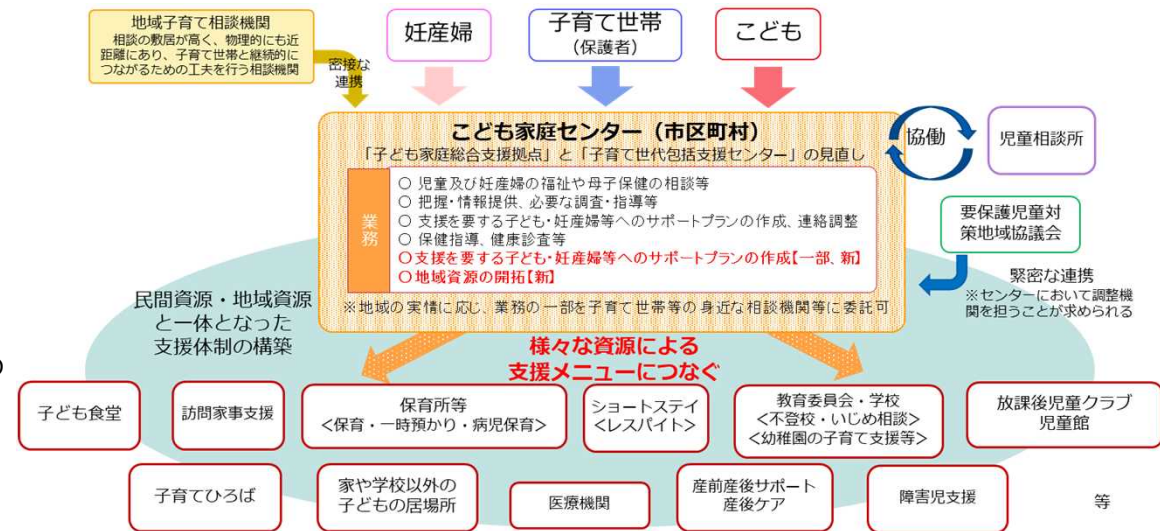 地域子育て相談機関
相談の敷居が高く、物理的にも近
距離にあり、子育て世帯と継続的に
つながるための工夫を行う相談機関
密接な
連携
妊産婦
子育て世帯
(保護者)
こども
こども家庭センター（市区町村）
「子ども家庭総合支援拠点」と「子育て世代包括支援センター」の見直し
業務
○ 児童及び妊産婦の福祉や母子保健の相談等
○ 把握・情報提供、必要な調査・指導等
○ 支援を要する子ども・妊産婦等へのサポートプランの作成、連絡調整
○ 保健指導、健康診査等
○支援を要する子ども・妊産婦等へのサポートプランの作成【一部、新】
○地域資源の開拓【新】
※地域の実情に応じ、業務の一部を子育て世帯等の身近な相談機関等に委託可
協働
児童相談所
要保護児童対
策地域協議会
緊密な連携
※センターにおいて調整機
関を担うことが求められる
民間資源・地域資源
と一体となった
支援体制の構築
様々な資源による
支援メニューにつなぐ
子ども食堂
訪問家事支援
保育所等
<保育・一時預かり・病児保育>
ショートステイ
<レスパイト>
教育委員会・学校
<不登校・いじめ相談>
<幼稚園の子育て支援等>
放課後児童クラブ
児童館
子育てひろば
家や学校以外の
子どもの居場所
医療機関
産前産後サポート
産後ケア
障害児支援
等